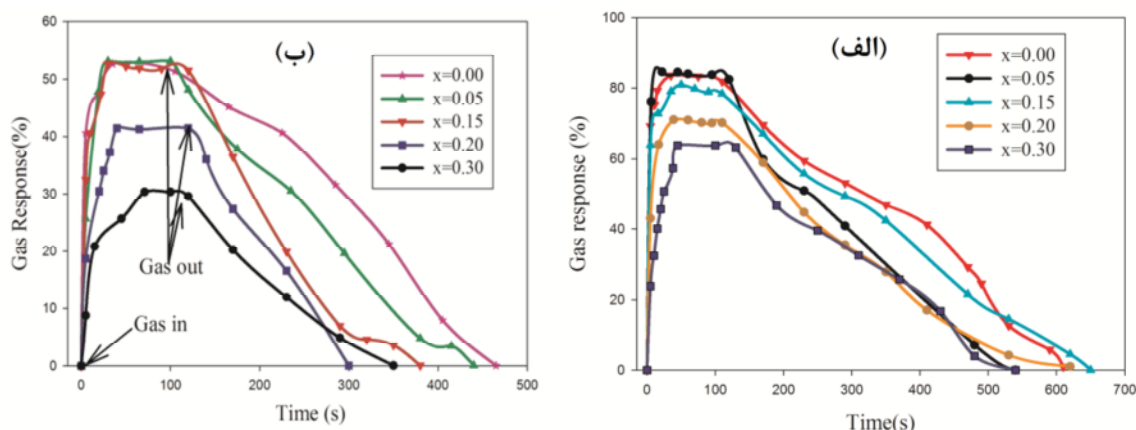 (ب)
Gas Response(%)
60
50
40
30
20
10
0
x=0.00
x=0.05
x=0.15
x=0.20
x=0.30
Gas out
Gas in
0 100 200 300 400 500
Time (s)
(الف)
Gas response (%)
100
80
60
40
20
0
x=0.00
x=0.05
x=0.15
x=0.20
x=0.30
0 100 200 300 400 500 600 700
Time(s)